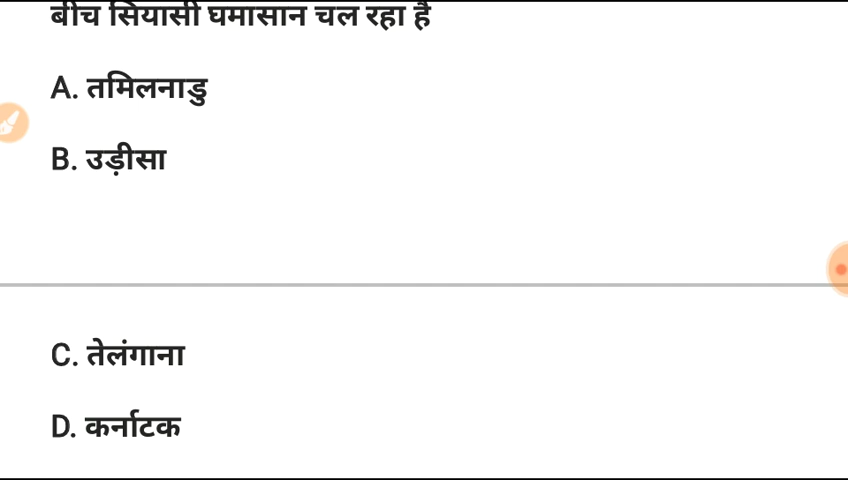 बीच सियासी घमासान चल रहा है
A. तमिलनाडु
B. उड़ीसा
C. तेलंगाना
D. कर्नाटक